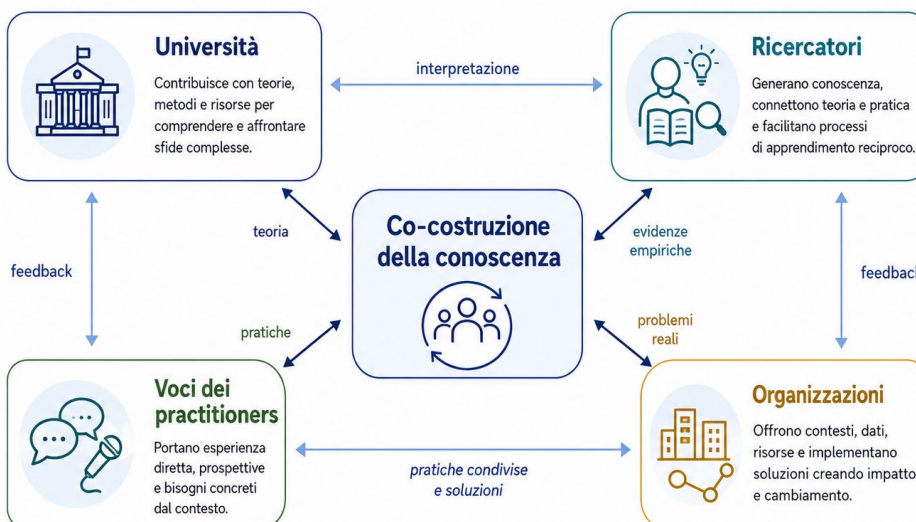 Università
Contribuisce con teorie,
metodi e risorse per
comprendere e affrontare
sfide complesse.
interpretazione
Ricercatori
Generano conoscenza,
connettono teoria e pratica
e facilitano processi
di apprendimento reciproco.
teoria
Co-costruzione
della conoscenza
evidenze
empiriche
feedback
feedback
pratiche
problemi
reali
Voci dei
practitioners
Portano esperienza
diretta, prospettive
e bisogni concreti
dal contesto.
pratiche condivise
e soluzioni
Organizzazioni
Offrono contesti, dati,
risorse e implementano
soluzioni creando impatto
e cambiamento.